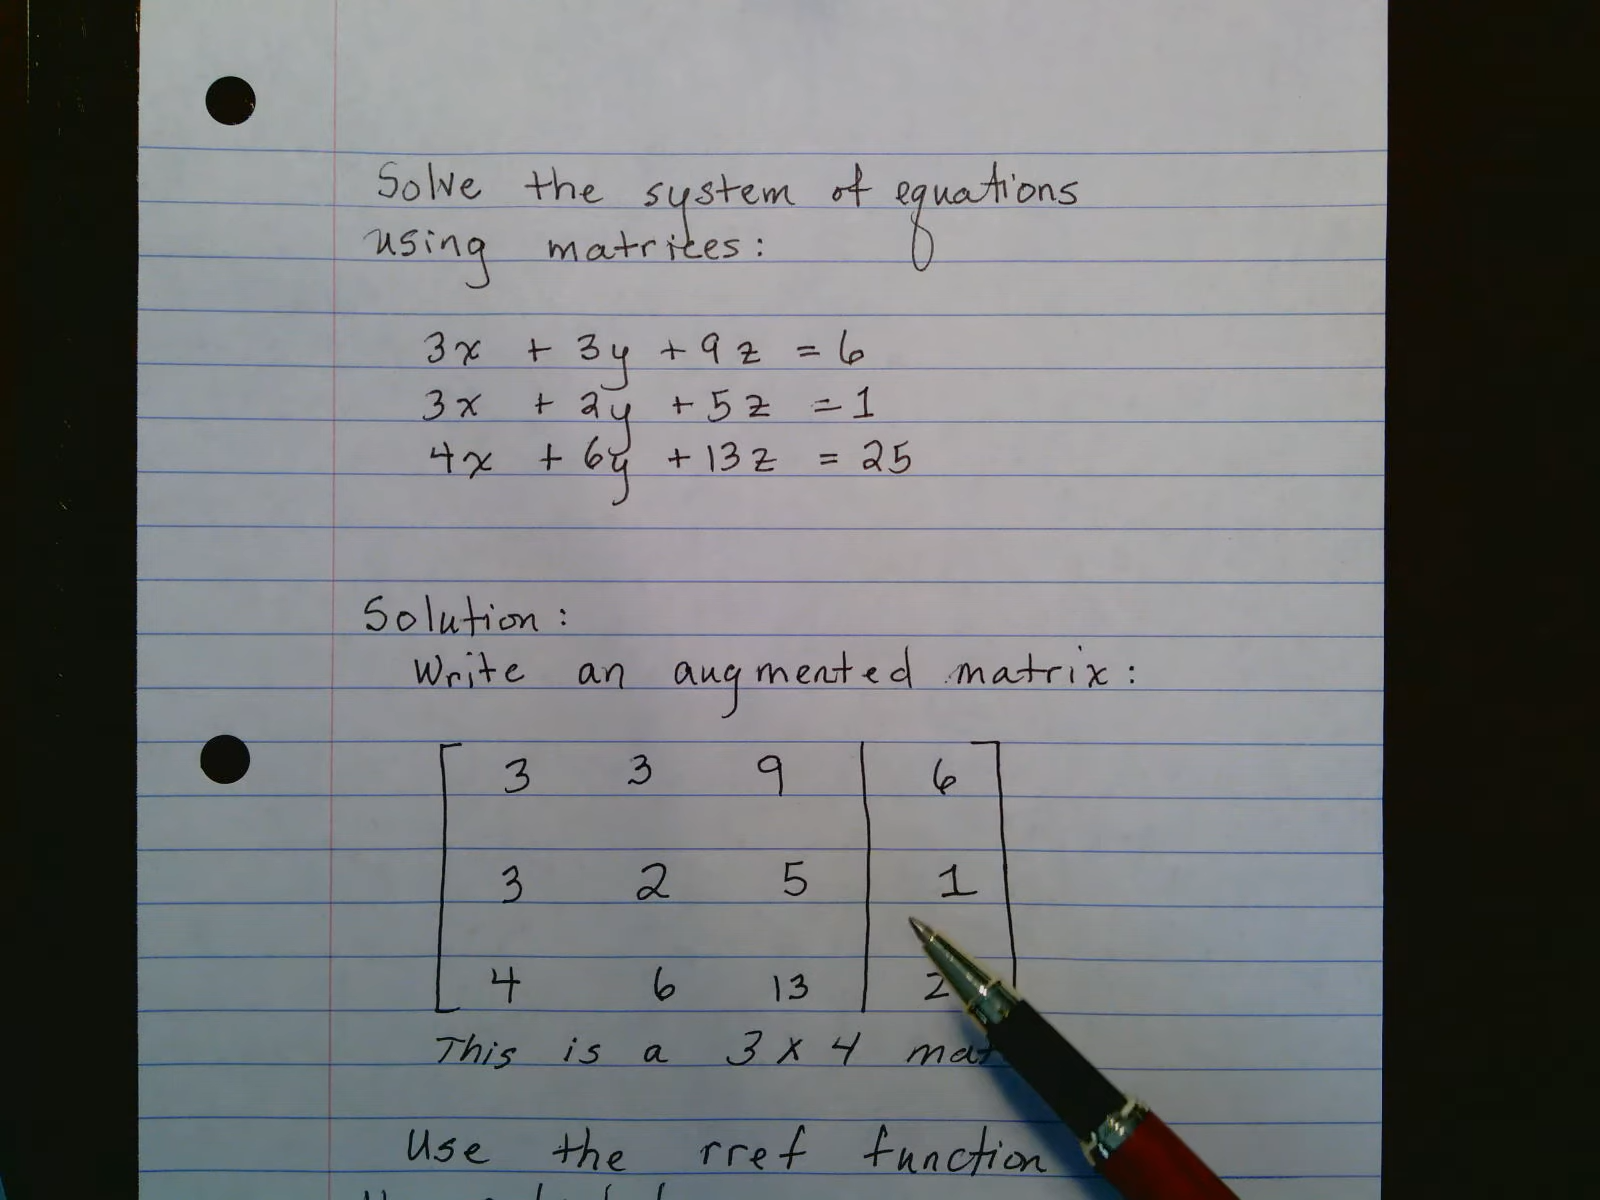 Solve the system of equations
using matrices:
3x + 3y + 9z = 6
3x + 2y + 5z = 1
4x + 6y + 13z = 25
Solution:
Write an augmented matrix:
3 3 9 6
3 2 5 1
4 6 13 2
This is a 3 x 4
Use the rref function